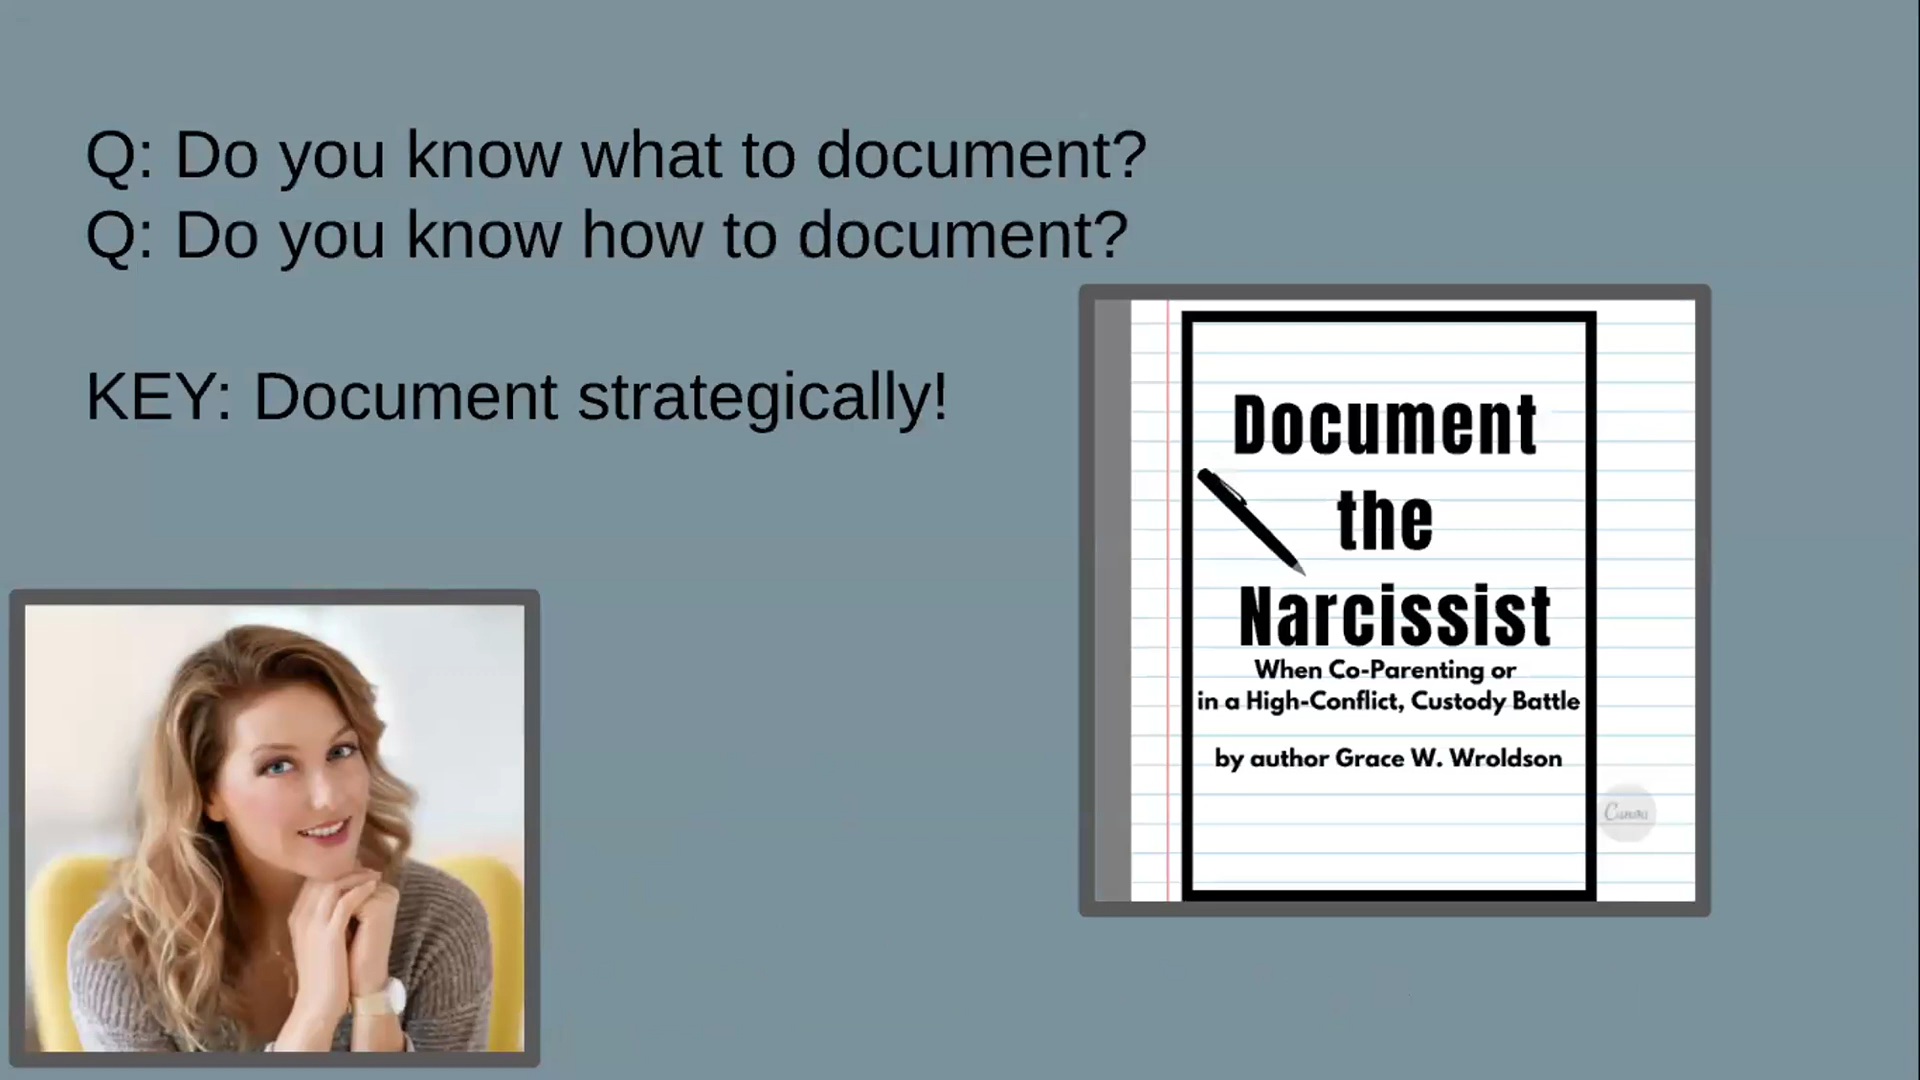 Q: Do you know what to document?
Q: Do you know how to document?
KEY: Document strategically!
Document
the
Narcissist
When Co-Parenting or
in a High-Conflict, Custody Battle
by author Grace W. Wroldson
Canva